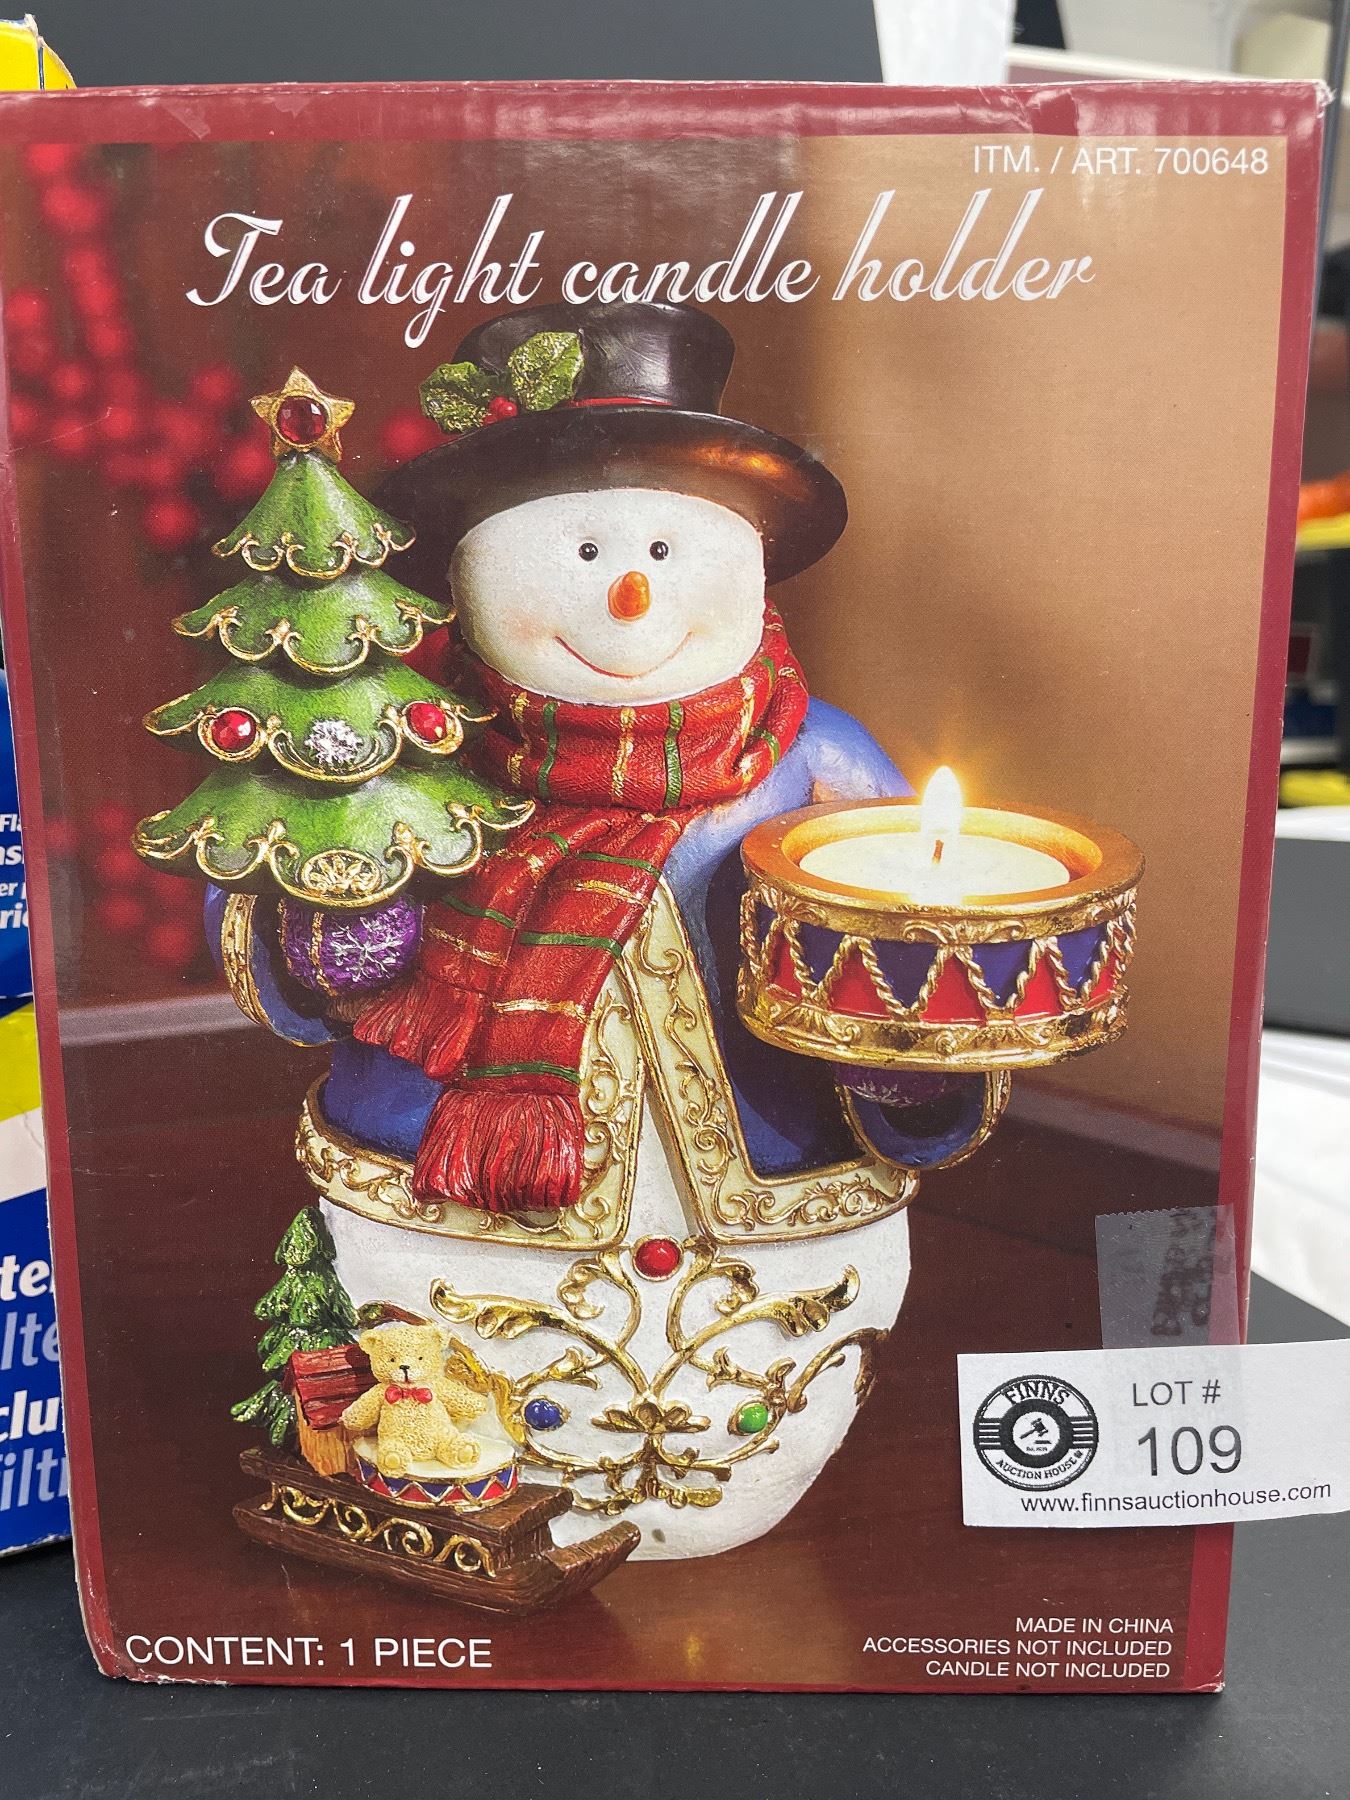 ITM. / ART. 700648
Tea light candle holder
FINNS
AUCTION HOUSE
LOT #
109
www.finnsauctionhouse.com
CONTENT: 1 PIECE
MADE IN CHINA
ACCESSORIES NOT INCLUDED
CANDLE NOT INCLUDED